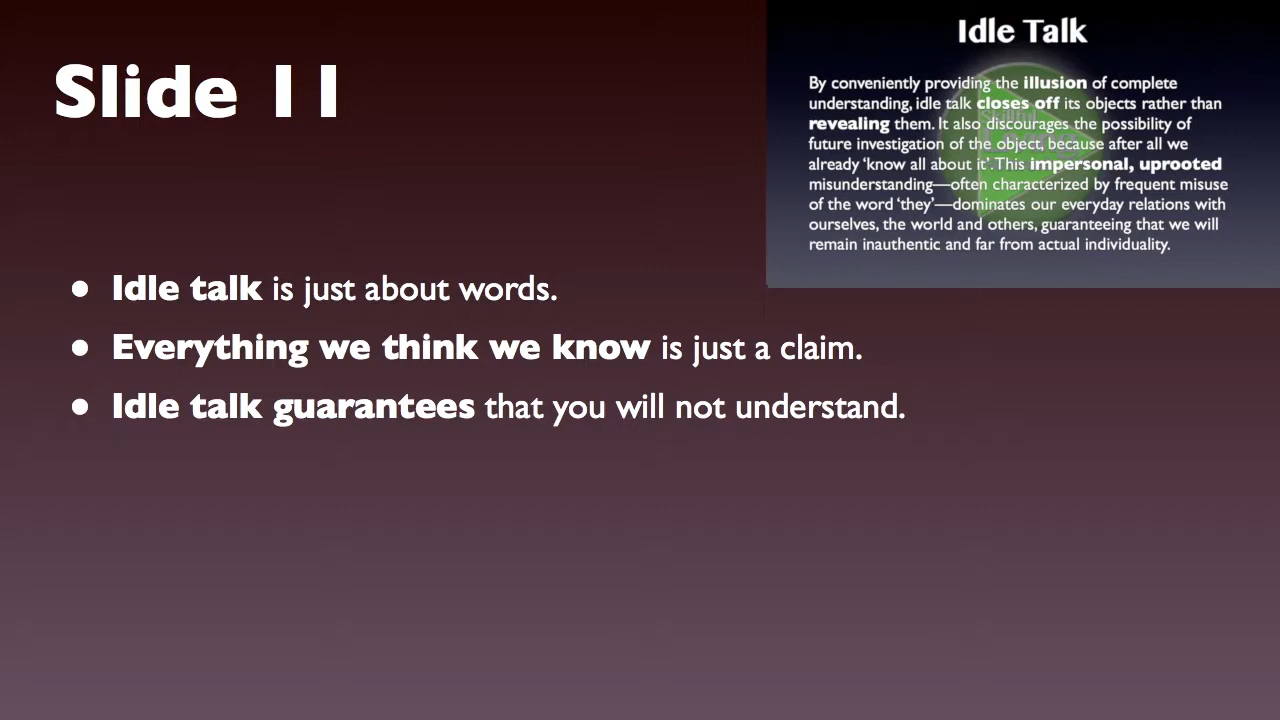 Slide 11
Idle Talk
By conveniently providing the illusion of complete
understanding, idle talk closes off its objects rather than
revealing them. It also discourages the possibility of
future investigation of the object, because after all we
already ‘know all about it’. This impersonal, uprooted
misunderstanding—often characterized by frequent misuse
of the word ‘they’—dominates our everyday relations with
ourselves, the world and others, guaranteeing that we will
remain inauthentic and far from actual individuality.
• Idle talk is just about words.
• Everything we think we know is just a claim.
• Idle talk guarantees that you will not understand.